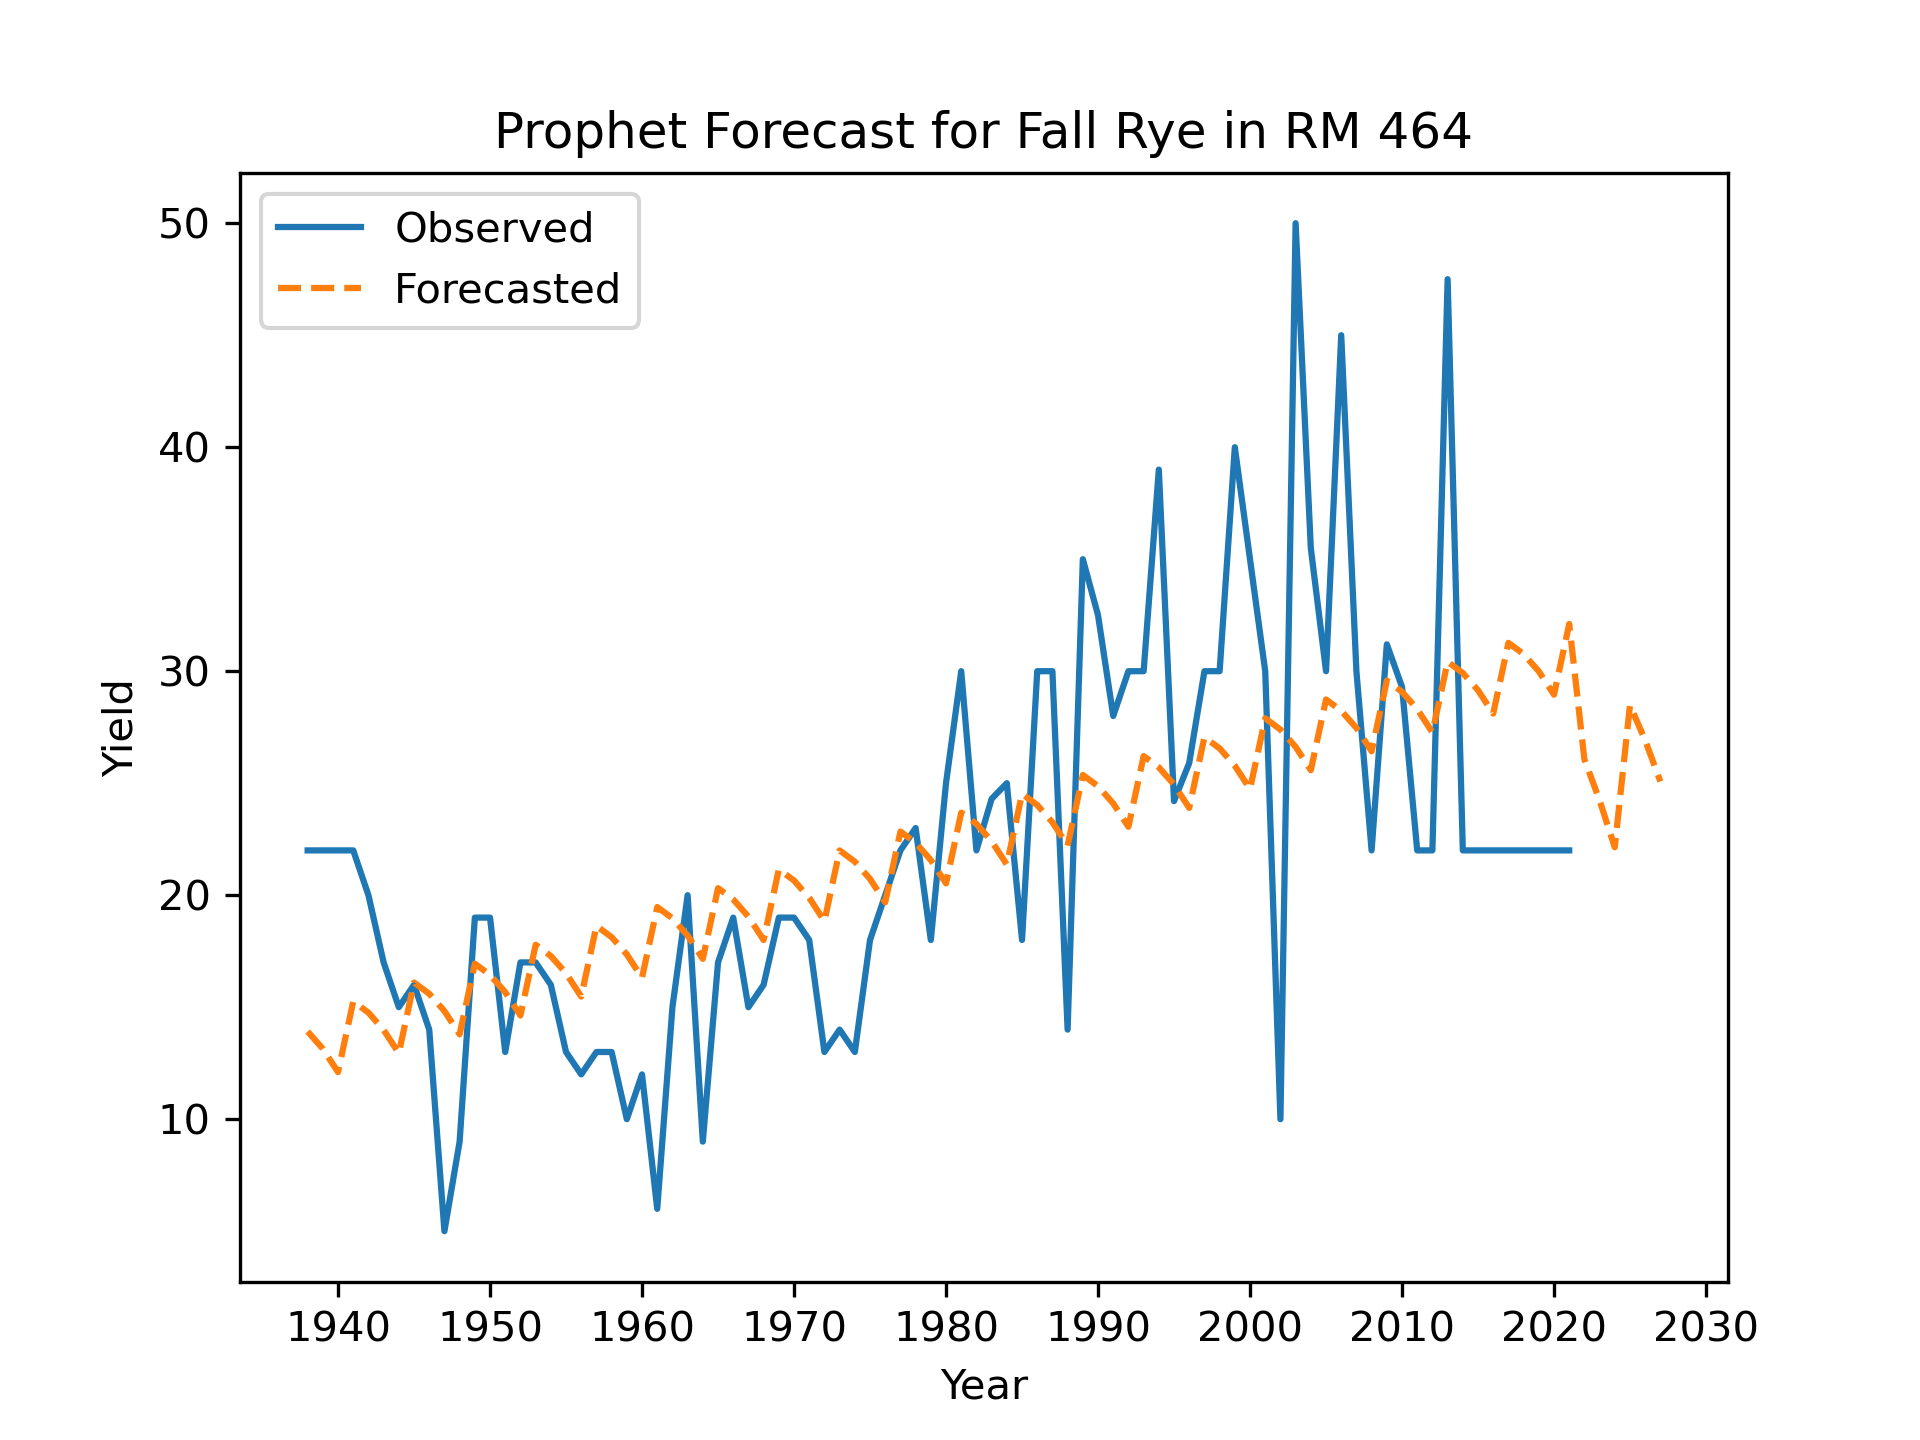 Prophet Forecast for Fall Rye in RM 464
Observed
Forecasted
50
40
30
20
10
Yield
1940 1950 1960 1970 1980 1990 2000 2010 2020 2030
Year